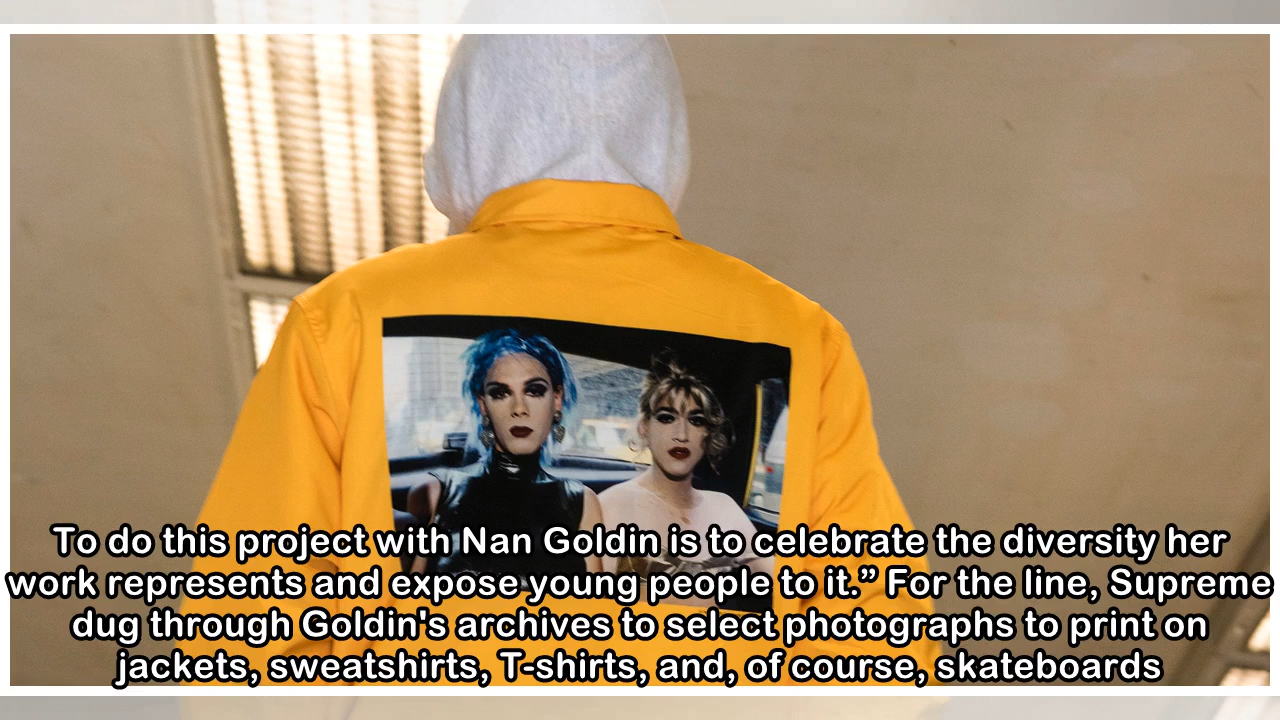 To do this project with Nan Goldin is to celebrate the diversity her
work represents and expose young people to it.” For the line, Supreme
dug through Goldin's archives to select photographs to print on
jackets, sweatshirts, T-shirts, and, of course, skateboards